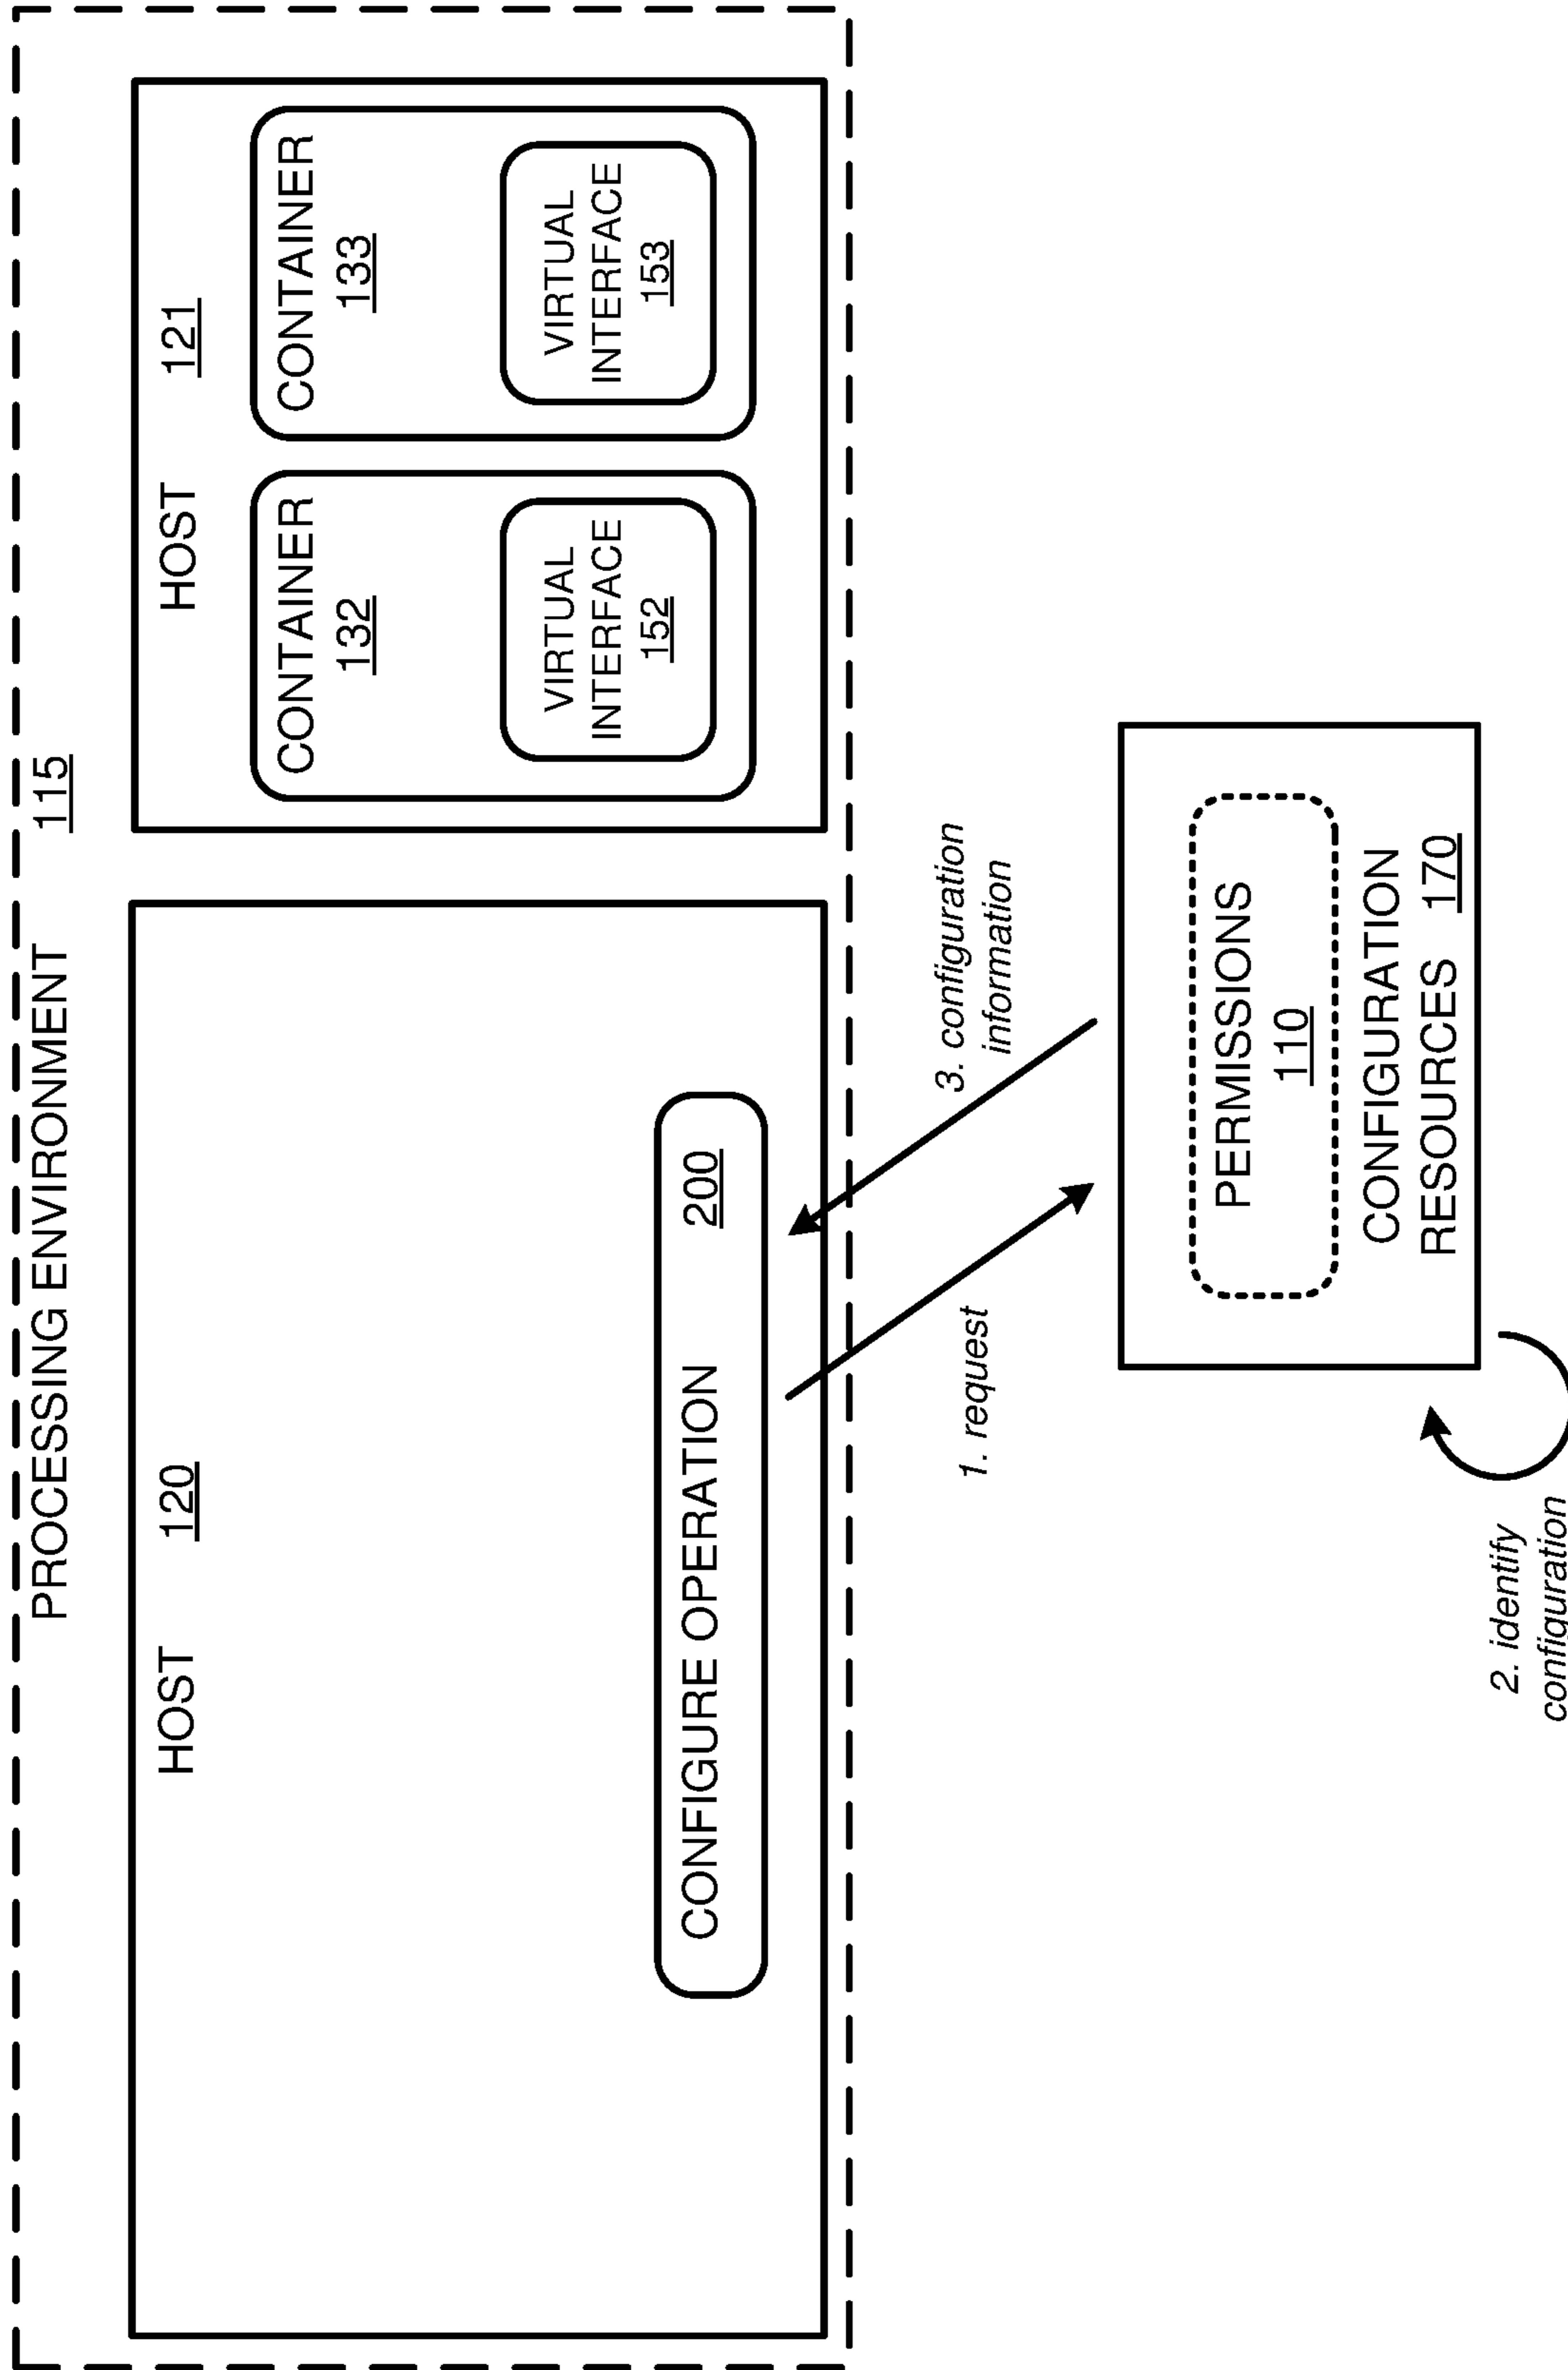 PROCESSING ENVIRONMENT 115
HOST 120
CONFIGURE OPERATION 200
HOST 121
CONTAINER
132
VIRTUAL
INTERFACE
152
CONTAINER
133
VIRTUAL
INTERFACE
153
1. request
3. configuration
information
2. identify
configuration
PERMISSIONS
110
CONFIGURATION
RESOURCES 170